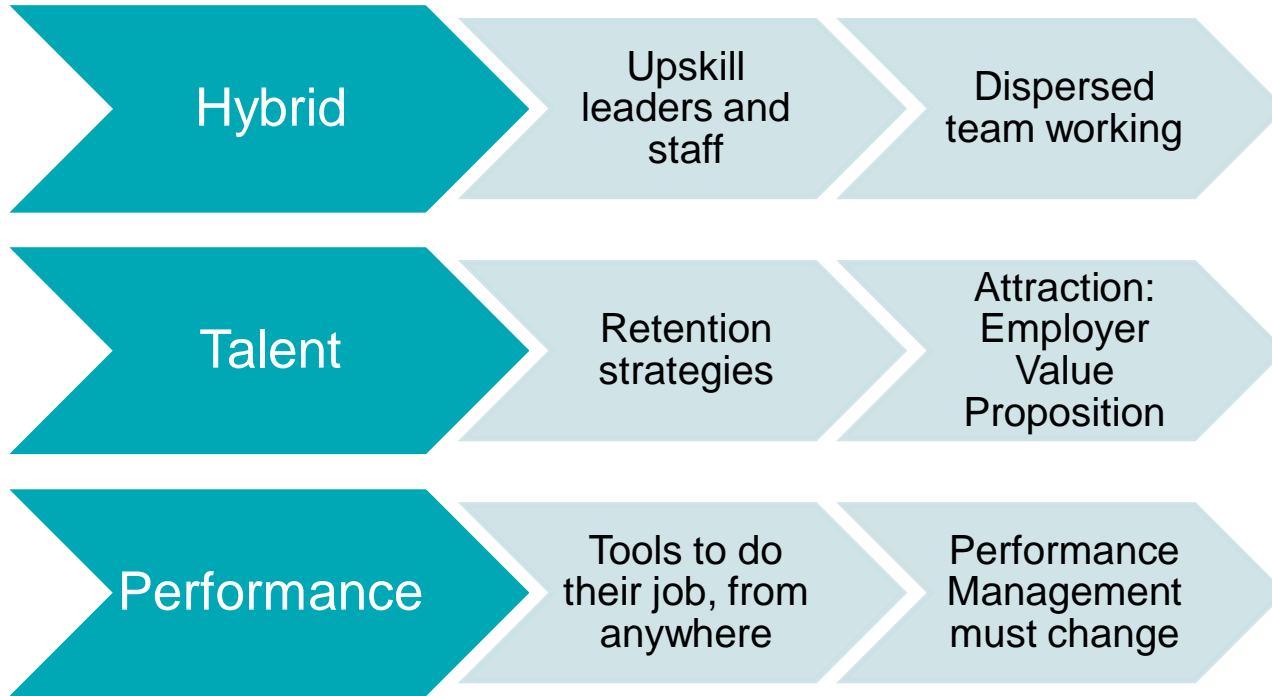 Hybrid
Upskill
leaders and
staff
Dispersed
team working
Talent
Retention
strategies
Attraction:
Employer
Value
Proposition
Performance
Tools to do
their job, from
anywhere
Performance
Management
must change